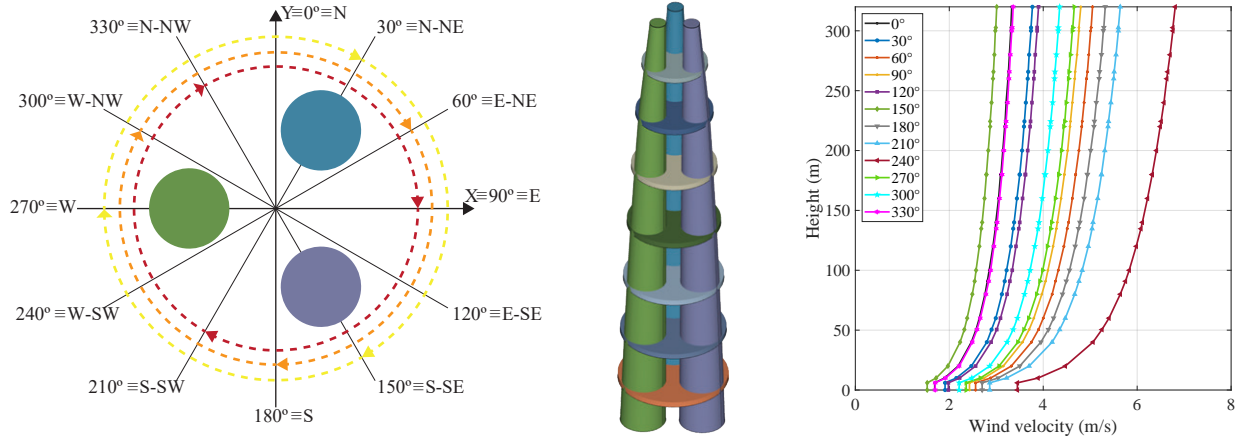 Y≡0º≡N
330º≡N-NW
30º≡N-NE
300º≡W-NW
60º≡E-NE
270º≡W
X≡90º≡E
240º≡W-SW
120º≡E-SE
210º≡S-SW
150º≡S-SE
180º≡S
Height (m)
300
250
200
150
100
50
0
0
2
4
6
8
Wind velocity (m/s)
0°
30°
60°
90°
120°
150°
180°
210°
240°
270°
300°
330°